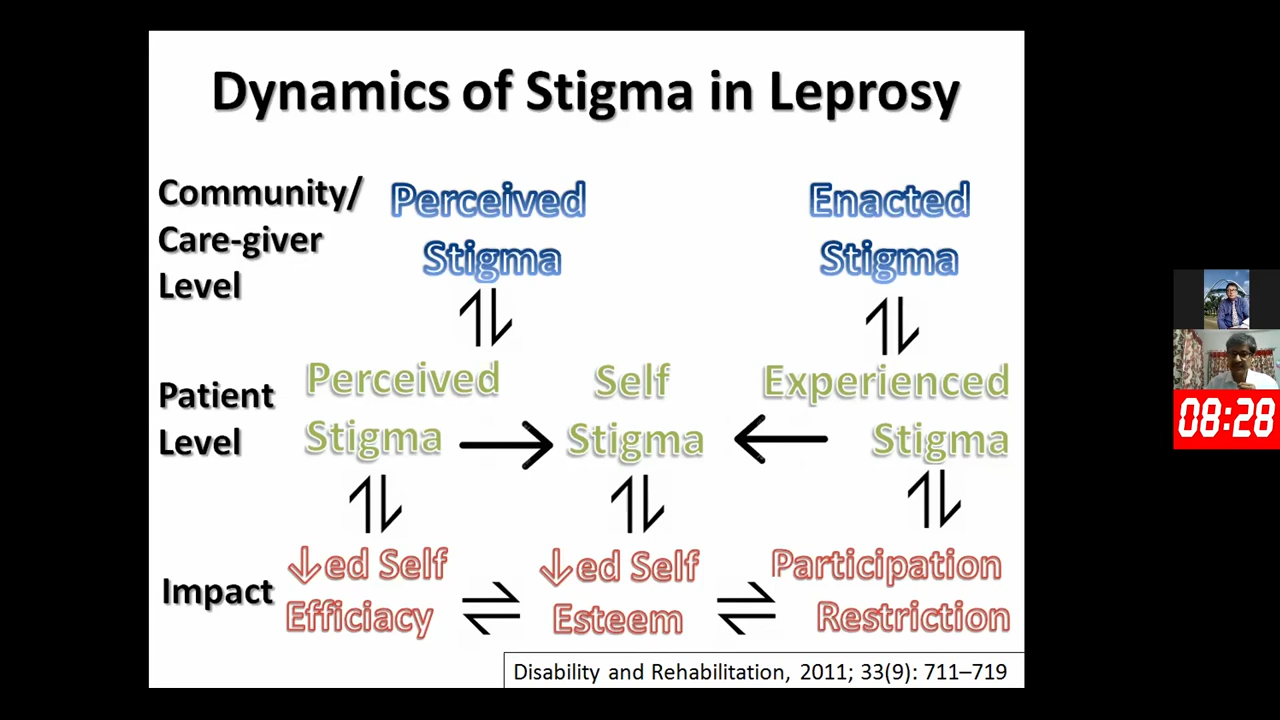 Dynamics of Stigma in Leprosy
Community/
Care-giver
Level
Perceived
Stigma
Enacted
Stigma
Patient
Level
Perceived
Stigma
Self
Stigma
Experienced
Stigma
Impact
↓ed Self
Efficiacy
↓ed Self
Esteem
Participation
Restriction
Disability and Rehabilitation, 2011; 33(9): 711–719
08:28